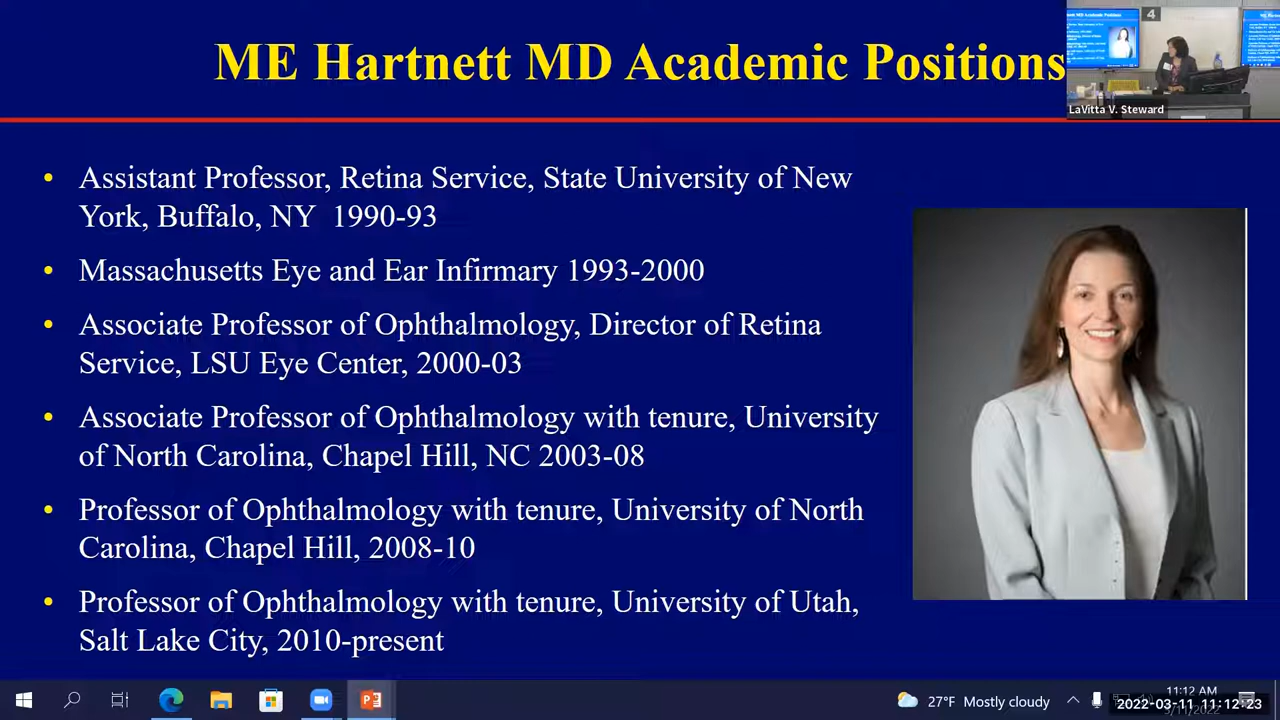 ME Hartnett MD Academic Positions
4
LaVitta V. Steward
• Assistant Professor, Retina Service, State University of New
York, Buffalo, NY 1990-93
• Massachusetts Eye and Ear Infirmary 1993-2000
• Associate Professor of Ophthalmology, Director of Retina
Service, LSU Eye Center, 2000-03
• Associate Professor of Ophthalmology with tenure, University
of North Carolina, Chapel Hill, NC 2003-08
• Professor of Ophthalmology with tenure, University of North
Carolina, Chapel Hill, 2008-10
• Professor of Ophthalmology with tenure, University of Utah,
Salt Lake City, 2010-present
27°F Mostly cloudy
11:12 AM
2022-03-11 11:12:23